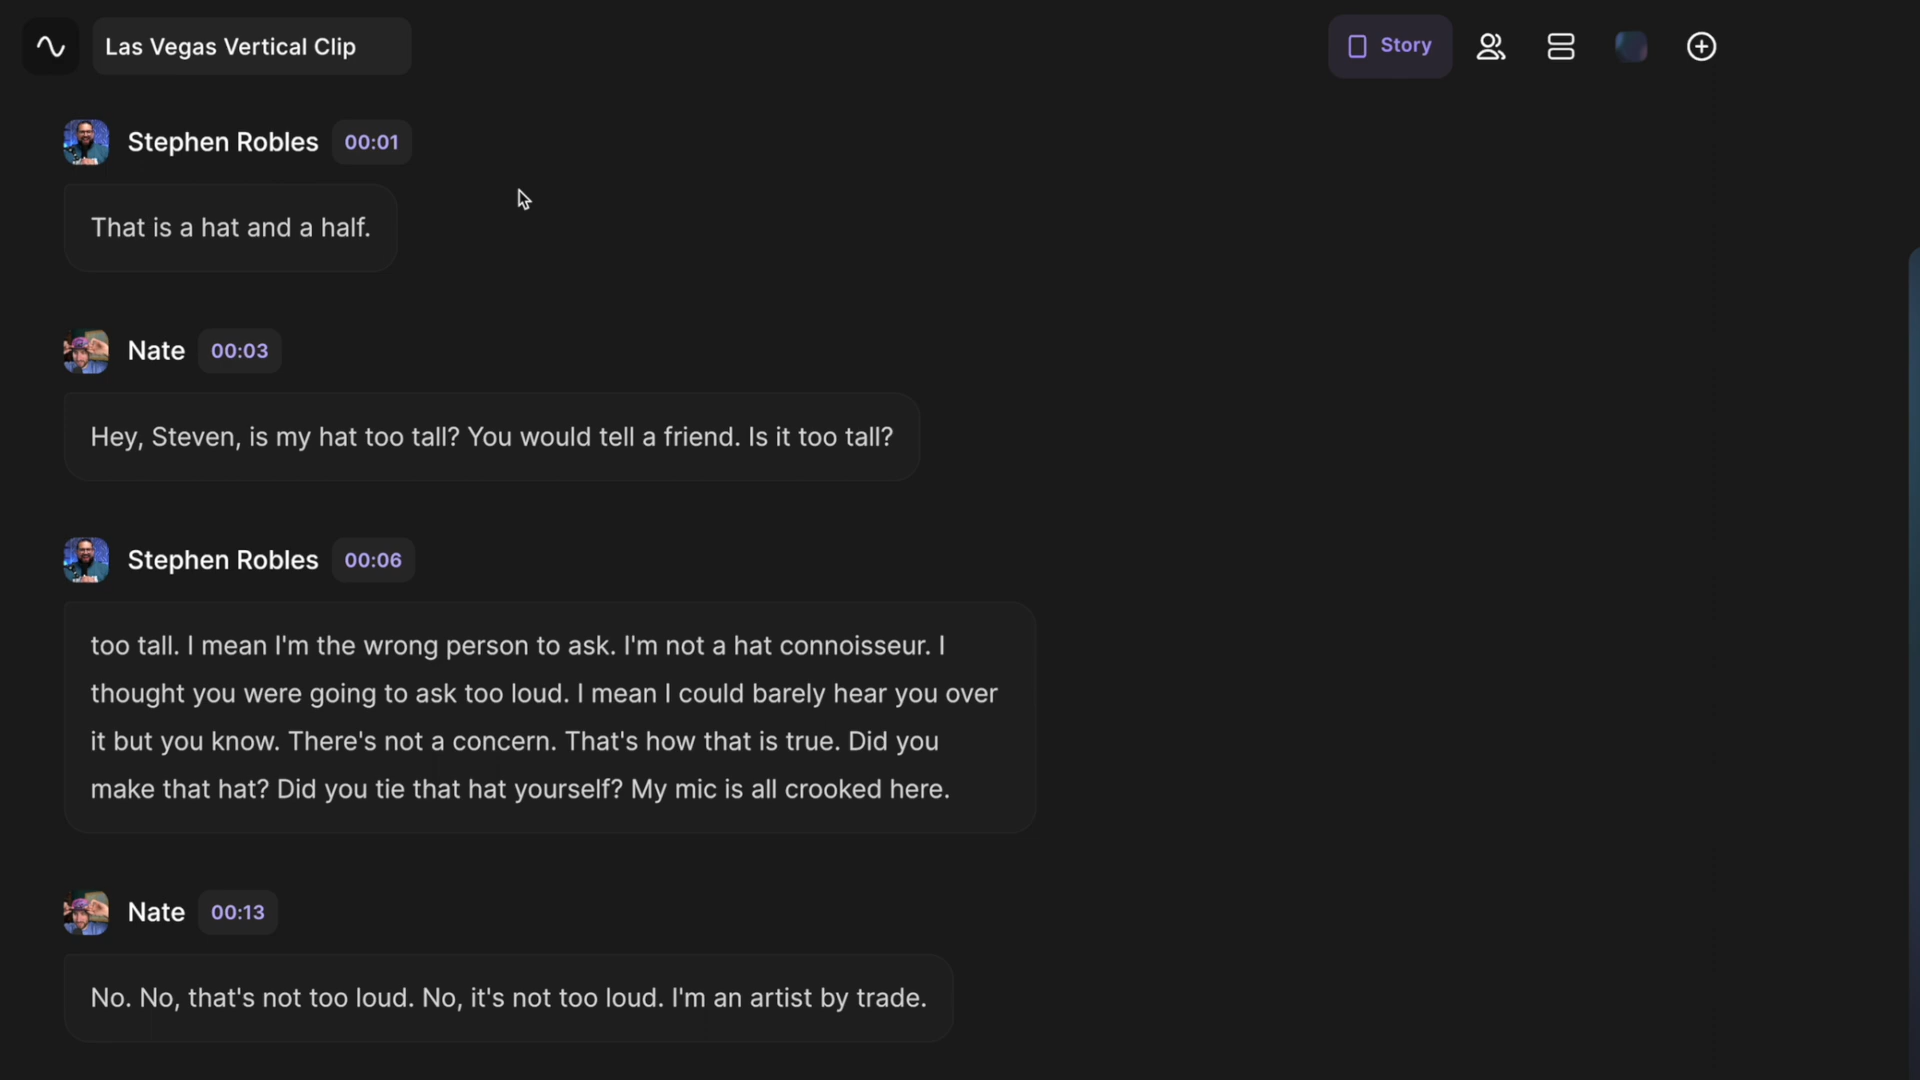 Las Vegas Vertical Clip
Story
Stephen Robles 00:01
That is a hat and a half.
Nate 00:03
Hey, Steven, is my hat too tall? You would tell a friend. Is it too tall?
Stephen Robles 00:06
too tall. I mean I'm the wrong person to ask. I'm not a hat connoisseur. I
thought you were going to ask too loud. I mean I could barely hear you over
it but you know. There's not a concern. That's how that is true. Did you
make that hat? Did you tie that hat yourself? My mic is all crooked here.
Nate 00:13
No. No, that's not too loud. No, it's not too loud. I'm an artist by trade.